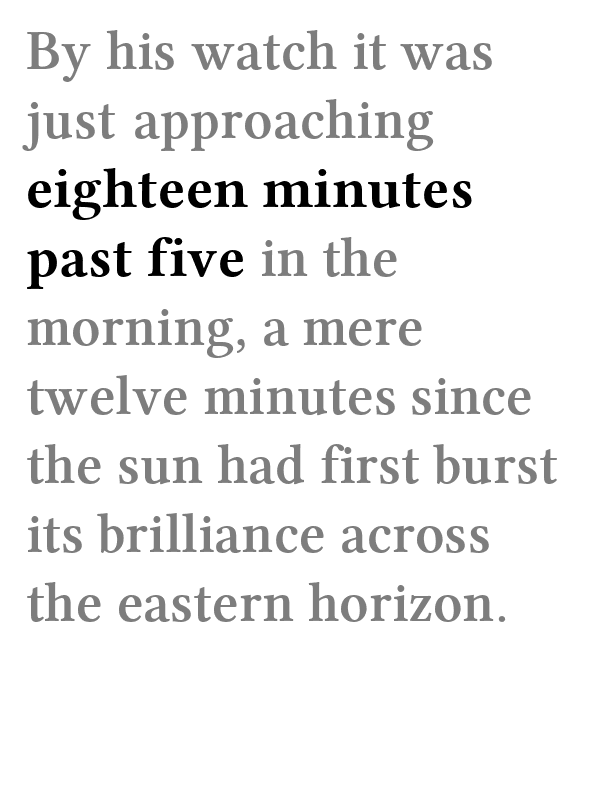 By his watch it was
just approaching
eighteen minutes
past five in the
morning, a mere
twelve minutes since
the sun had first burst
its brilliance across
the eastern horizon.